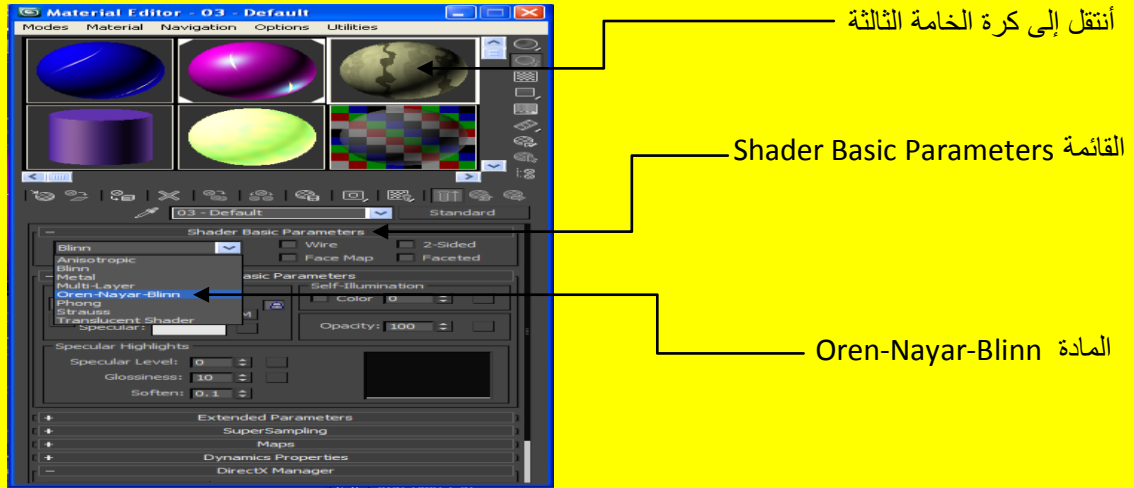 Material Editor - 03 - Default
Modes Material Navigation Options Utilities
أنتقل إلى كرة الخامة الثالثة
القائمة Shader Basic Parameters
03 - Default Standard
Shader Basic Parameters
Blinn Wire 2-Sided
Face Map Faceted
Anisotropic
Blinn
Metal
Multi-Layer
Oren-Nayar-Blinn
Phong
Strauss
Translucent Shader
asic Parameters
Self-Illumination
Color 0
M
Specular: Opacity: 100
المادة Oren-Nayar-Blinn
Specular Highlights
Specular Level: 0
Glossiness: 10
Soften: 0.1
Extended Parameters
SuperSampling
Maps
Dynamics Properties
DirectX Manager